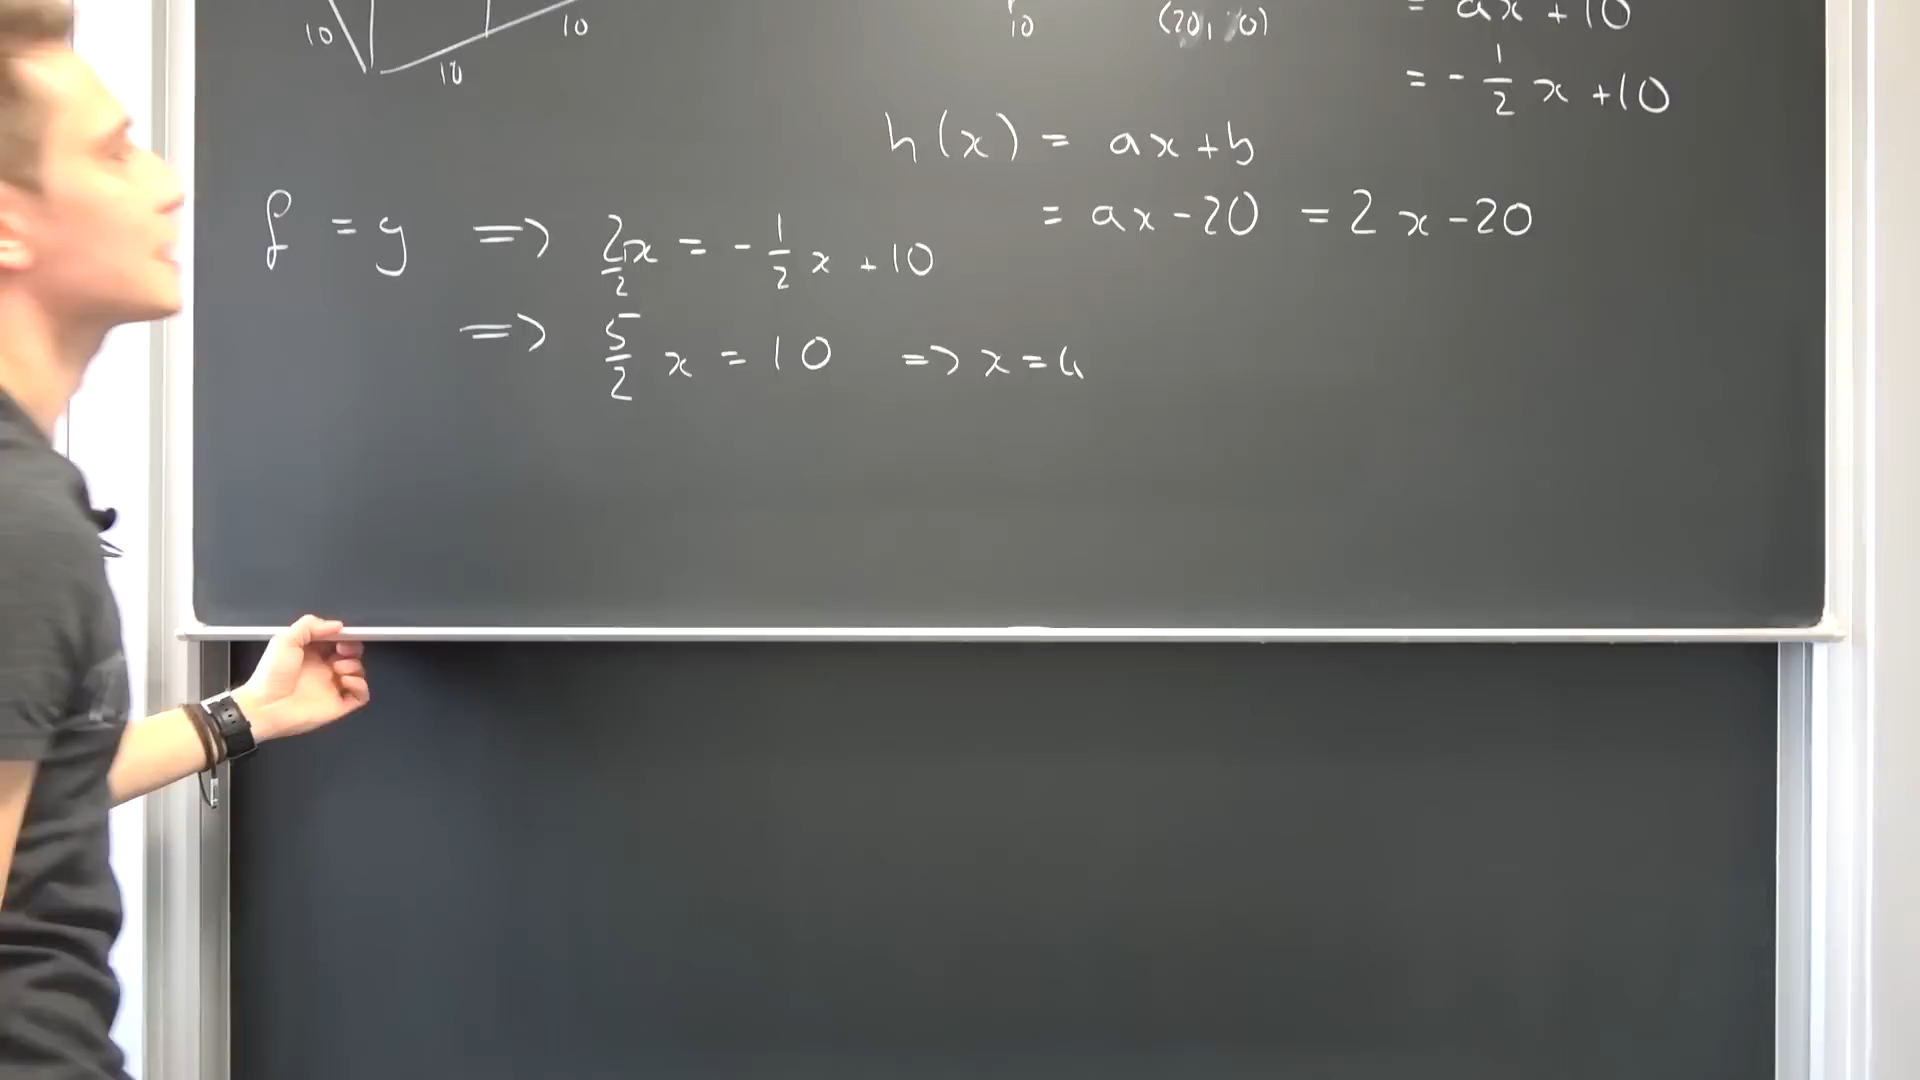 10
10
10
10
(20, 0)
= ax + 10
= - 1/2 x + 10
h(x) = ax + b
= ax - 20 = 2x - 20
f = g => 2x/2 = - 1/2 x + 10
=> 5/2 x = 10 => x = 4